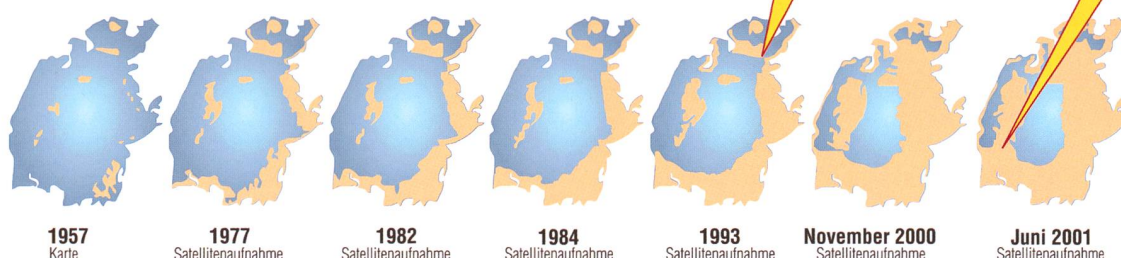 1957
Karte
1977
Satellitenaufnahme
1982
Satellitenaufnahme
1984
Satellitenaufnahme
1993
Satellitenaufnahme
November 2000
Satellitenaufnahme
Juni 2001
Satellitenaufnahme